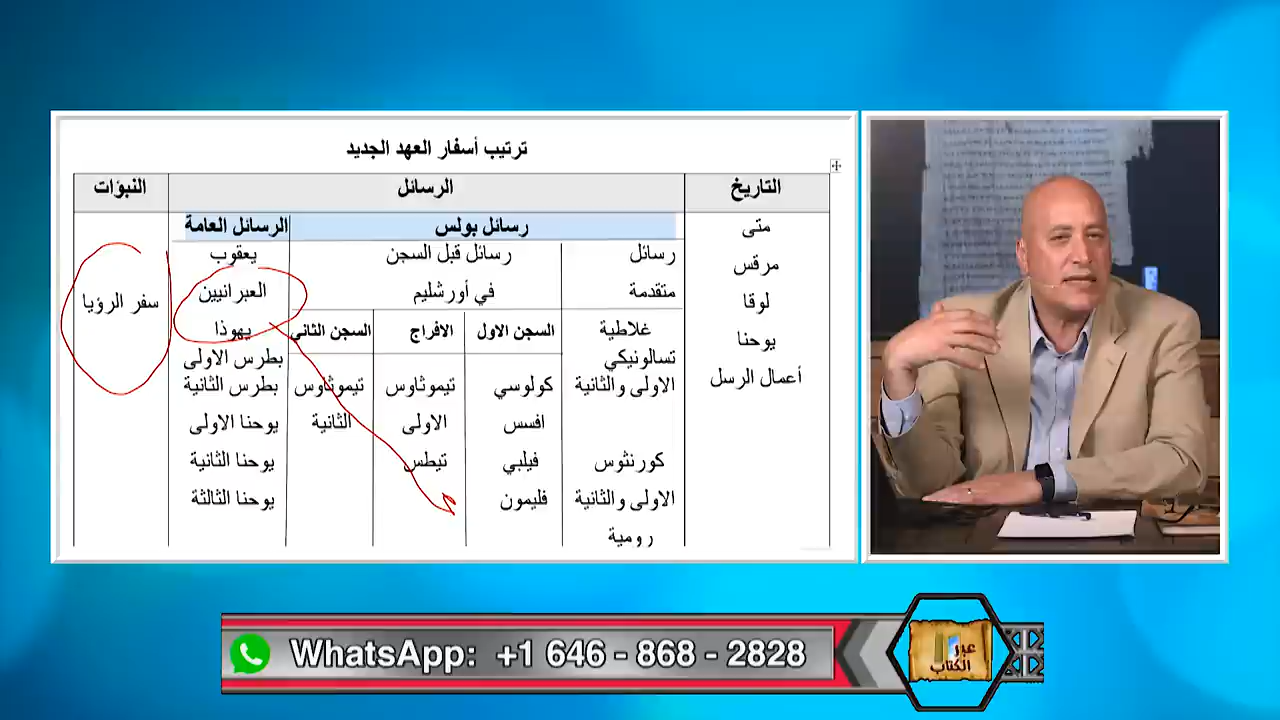 ترتيب أسفار العهد الجديد
التاريخ الرسائل النبؤات
رسائل بولس الرسائل العامة
متى
مرقس
لوقا
يوحنا
أعمال الرسل
رسائل
متقدمة
رسائل قبل السجن
في أورشليم
غلاطية
تسالونيكي
الاولى والثانية
كورنثوس
الاولى والثانية
رومية
السجن الاول
كولوسي
افسس
فيلبي
فليمون
الافراج
تيموثاوس
الاولى
تيطس
السجن الثاني
تيموثاوس
الثانية
يعقوب
العبرانيين
يهوذا
بطرس الاولى
بطرس الثانية
يوحنا الاولى
يوحنا الثانية
يوحنا الثالثة
سفر الرؤيا
WhatsApp: +1 646 - 868 - 2828
عبر
الكتاب